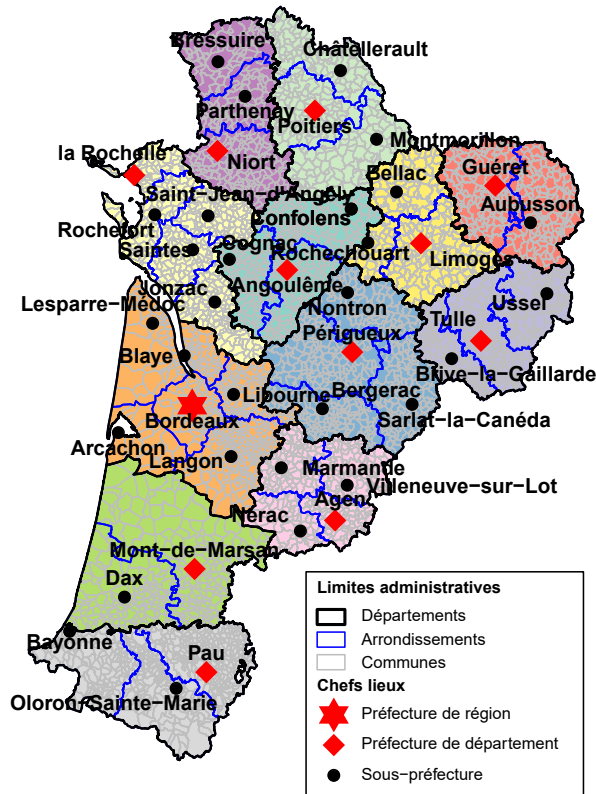 Bressuire
Châtellerault
Parthenay
Poitiers
Montmorillon
la Rochelle
Niort
Guéret
Bellac
Saint-Jean-d'Angély
Aubusson
Confolens
Rochefort
Saintes
Cognac
Rochechouart
Limoges
Angoulême
Jonzac
Lesparre−Médoc
Nontron
Ussel
Tulle
Périgueux
Blaye
Brive−la−Gaillarde
Libourne
Bergerac
Bordeaux
Sarlat−la−Canéda
Arcachon
Langon
Marmande
Villeneuve−sur−Lot
Agen
Nérac
Mont−de−Marsan
Dax
Bayonne
Pau
Oloron−Sainte−Marie
Limites administratives
Départements
Arrondissements
Communes
Chefs lieux
Préfecture de région
Préfecture de département
Sous−préfecture